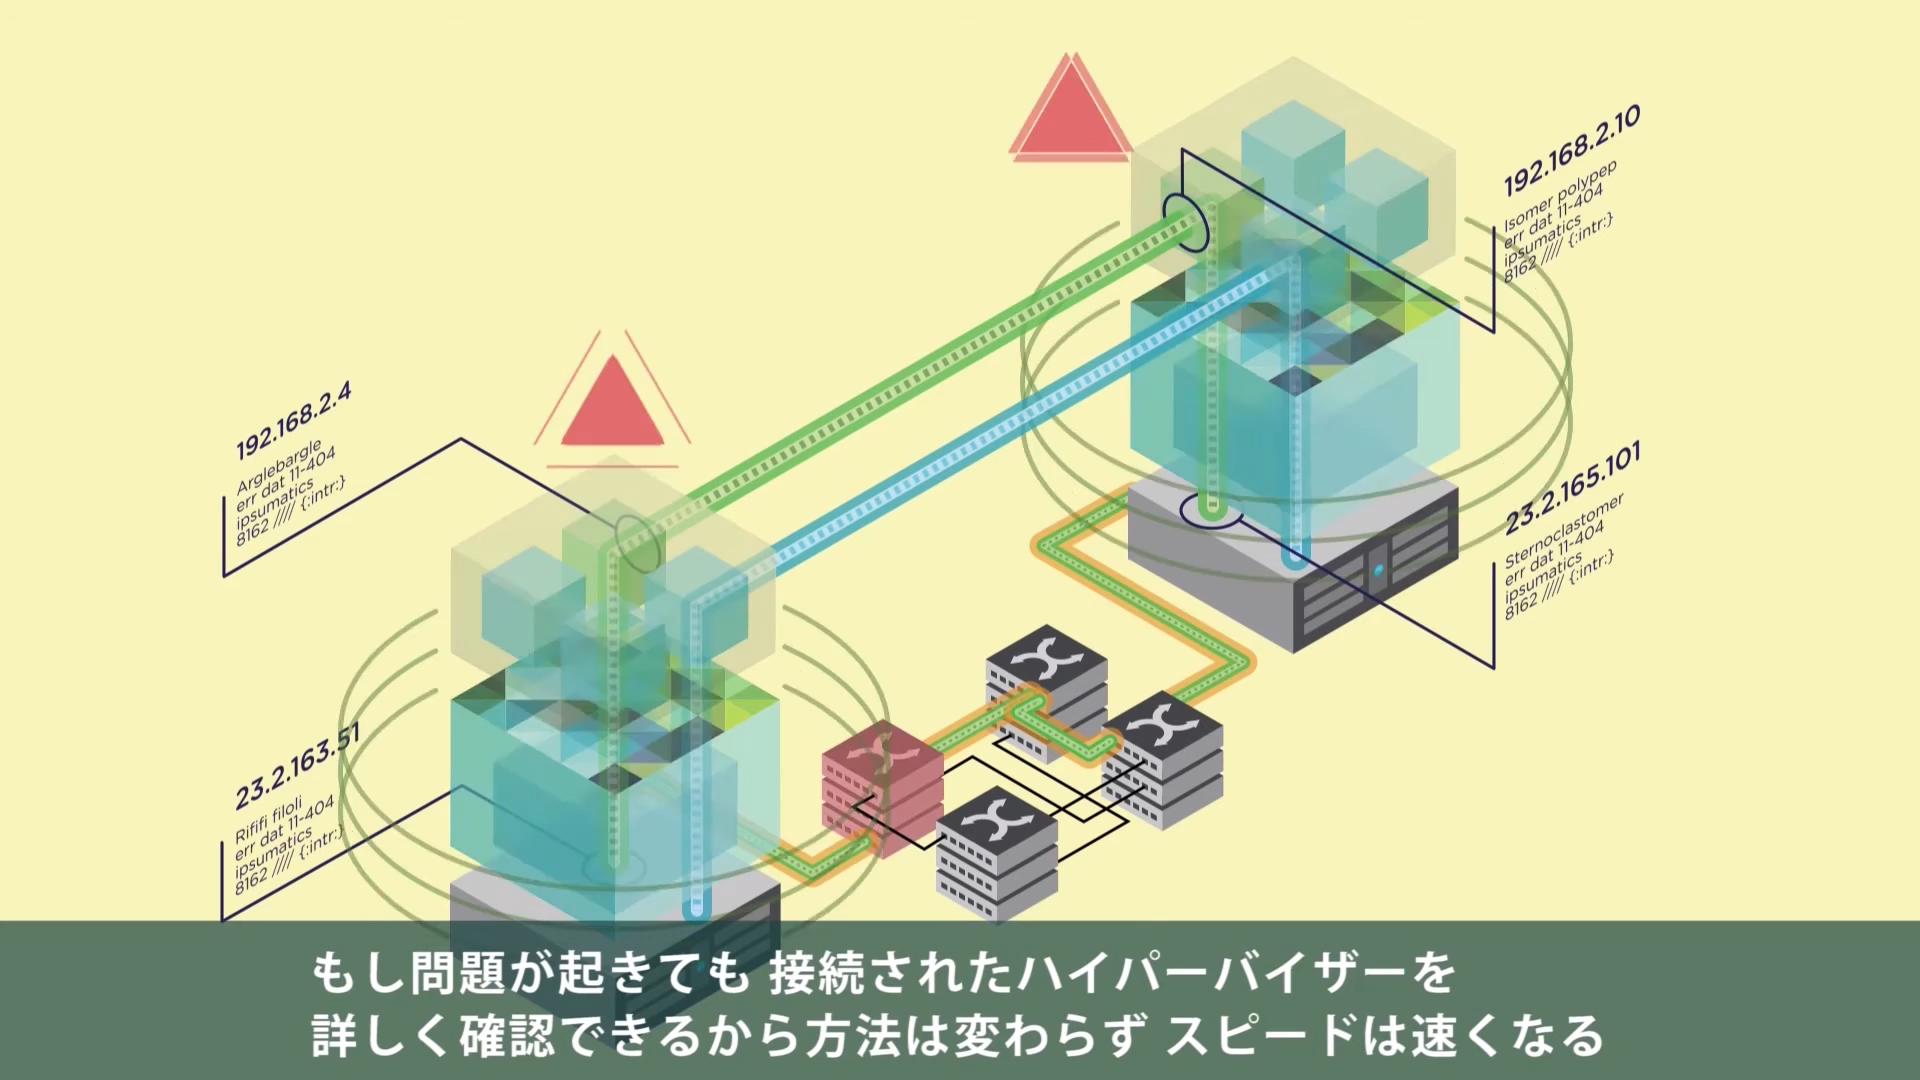 192.168.2.10
Isomer polypep
err dat 11-404
ipsumatics
8162 //// {:intr:}
192.168.2.4
Arglebargle
err dat 11-404
ipsumatics
8162 //// {:intr:}
23.2.165.101
Sternoclastomer
err dat 11-404
ipsumatics
8162 //// {:intr:}
23.2.163.51
Rififi filoli
err dat 11-404
ipsumatics
8162 //// {:intr:}
もし問題が起きても 接続されたハイパーバイザーを
詳しく確認できるから方法は変わらず スピードは速くなる